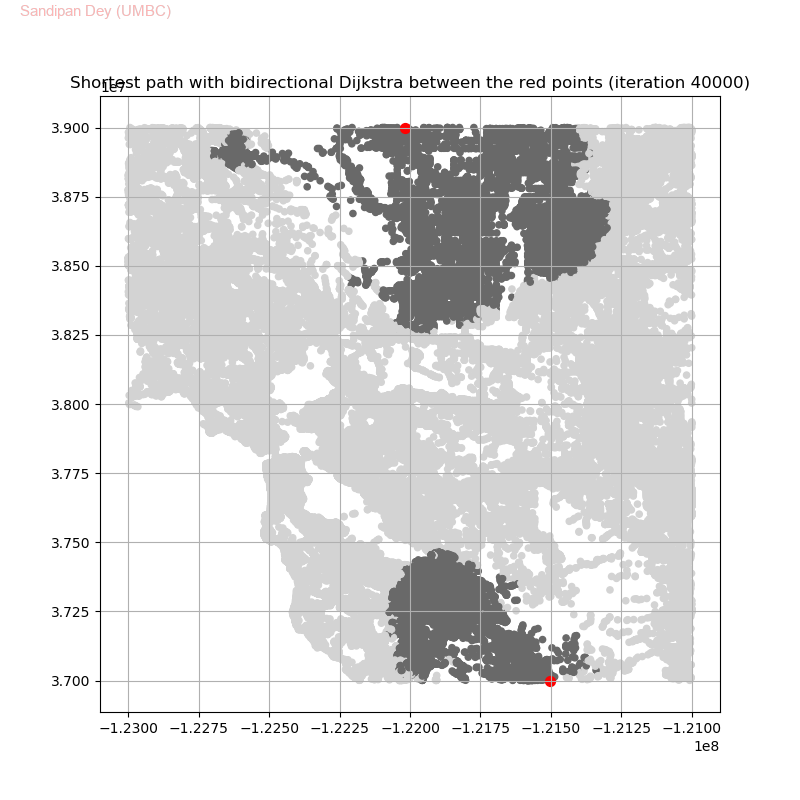 Sandipan Dey (UMBC)
Shortest path with bidirectional Dijkstra between the red points (iteration 40000)
1e7
3.900
3.875
3.850
3.825
3.800
3.775
3.750
3.725
3.700
−1.2300 −1.2275 −1.2250 −1.2225 −1.2200 −1.2175 −1.2150 −1.2125 −1.2100
1e8